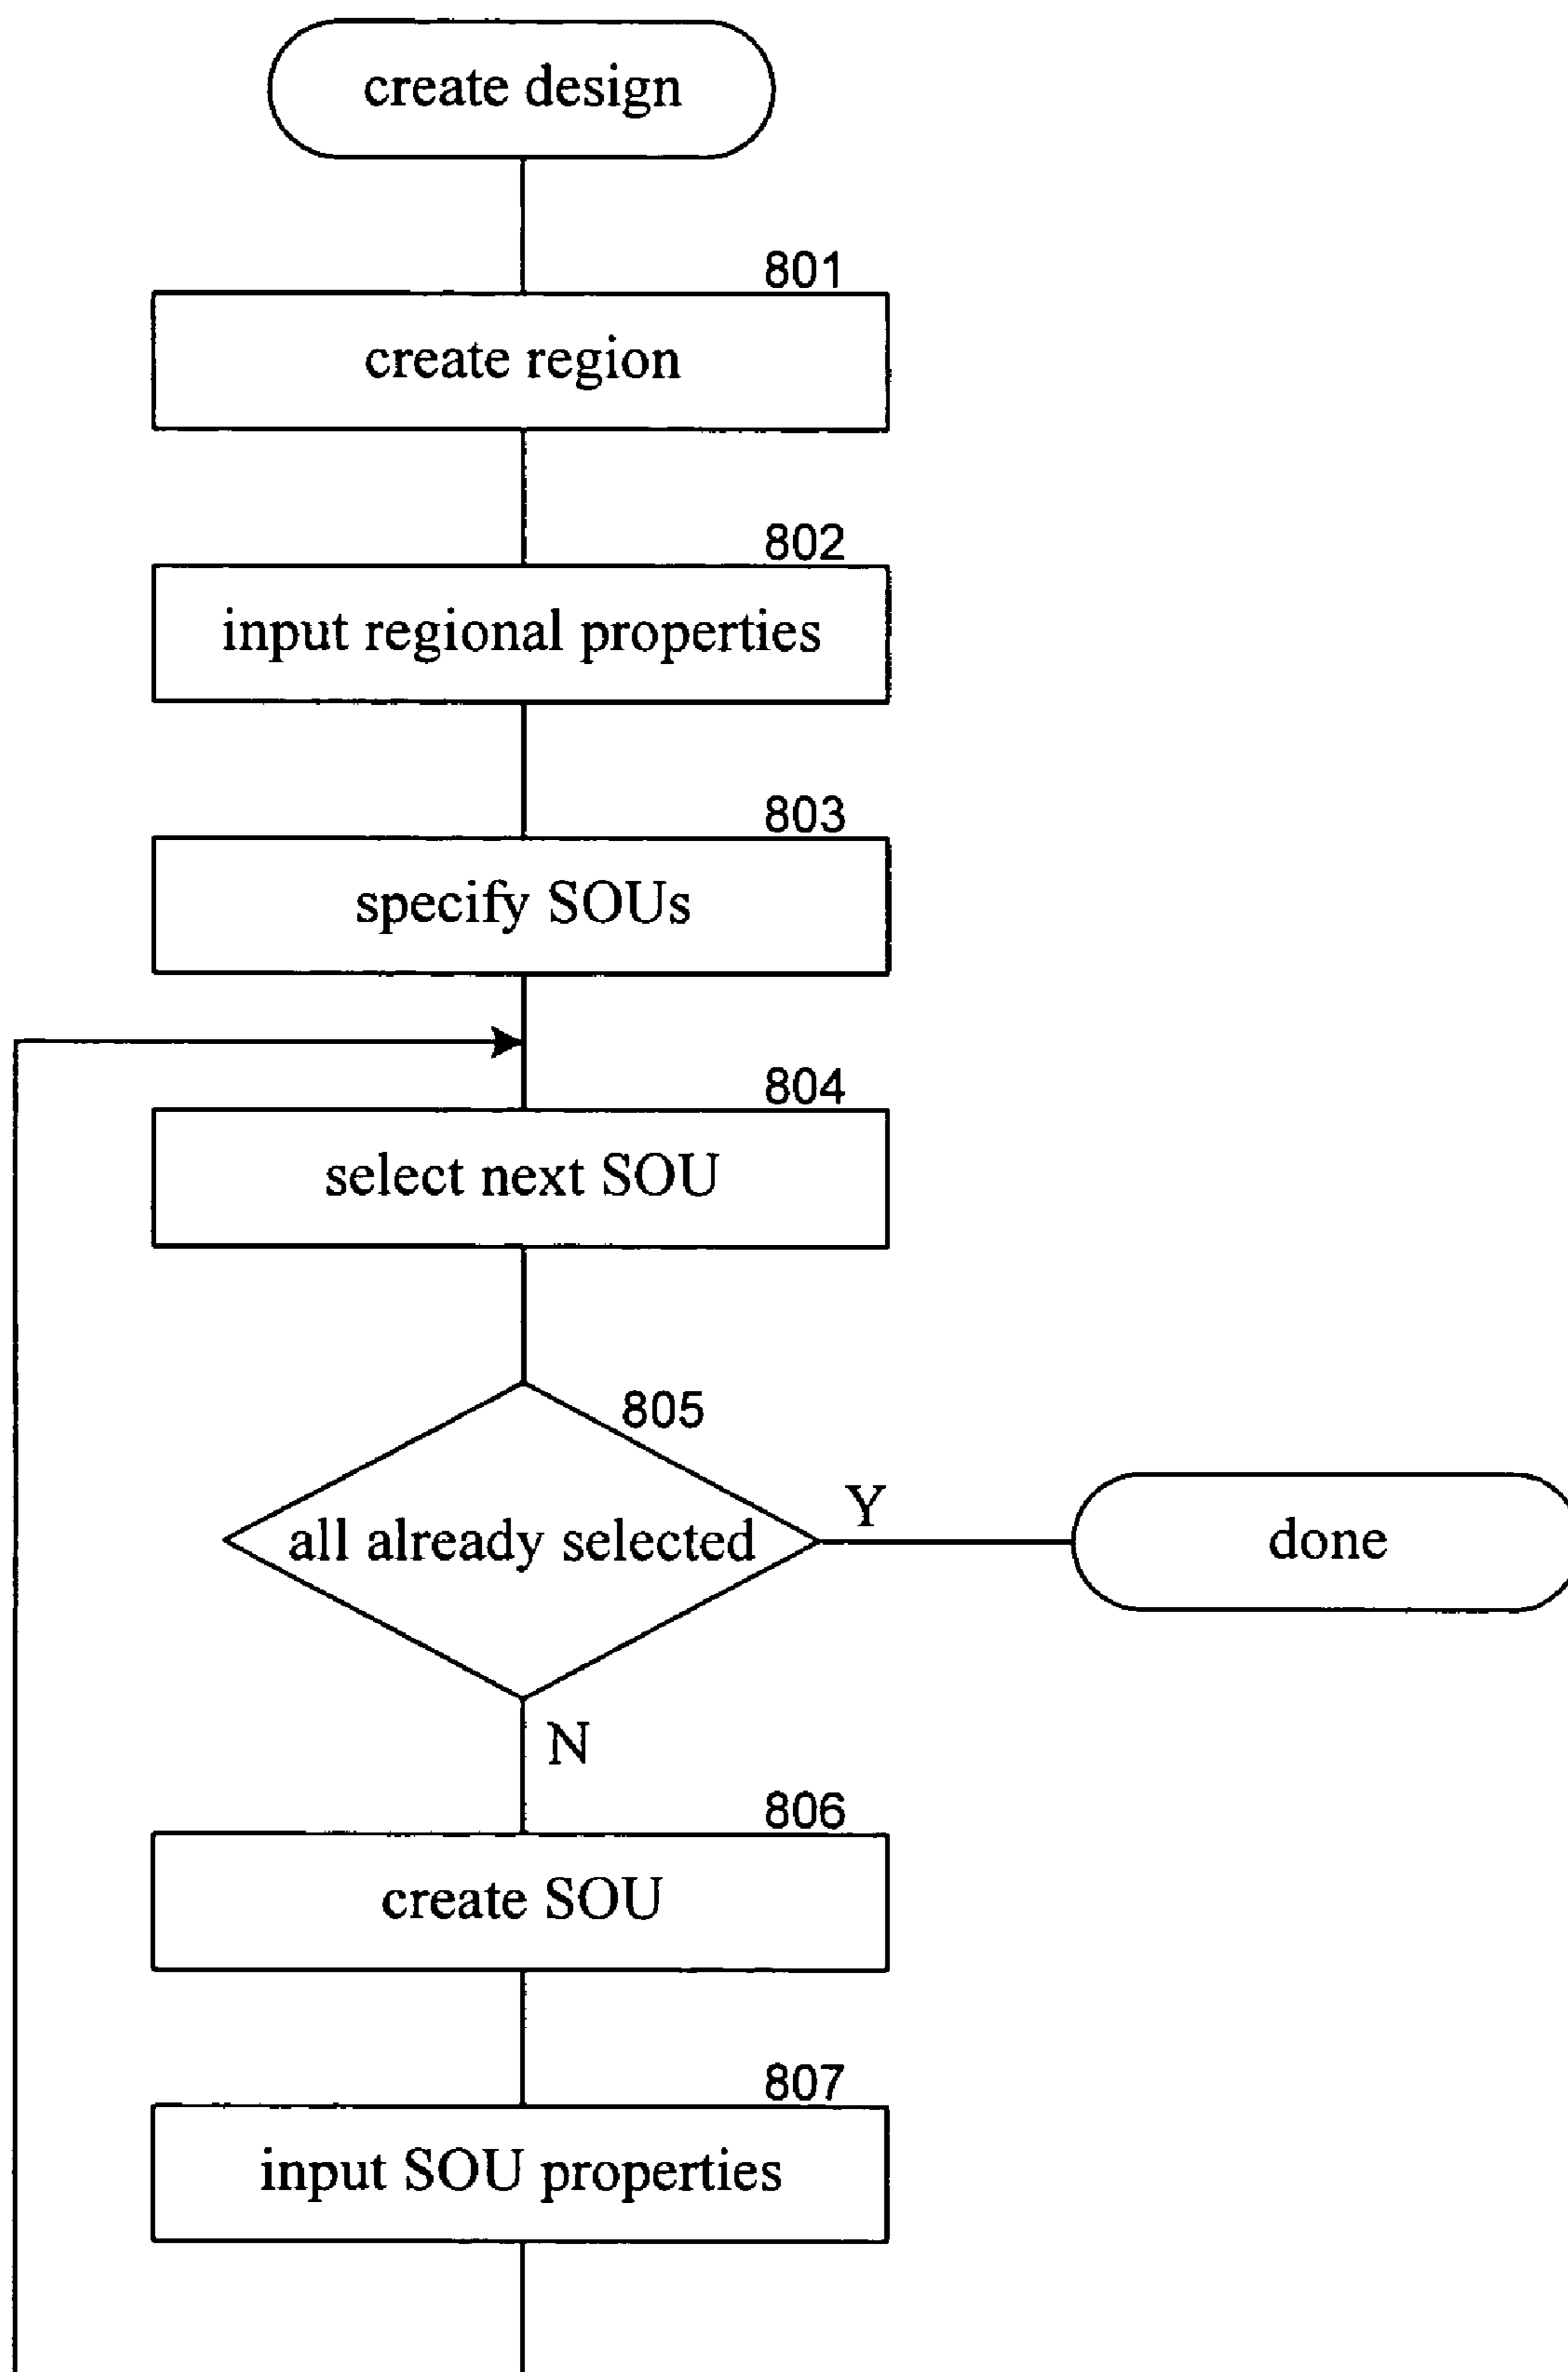 create design
801
create region
802
input regional properties
803
specify SOUs
804
select next SOU
805
all already selected
Y
done
N
806
create SOU
807
input SOU properties